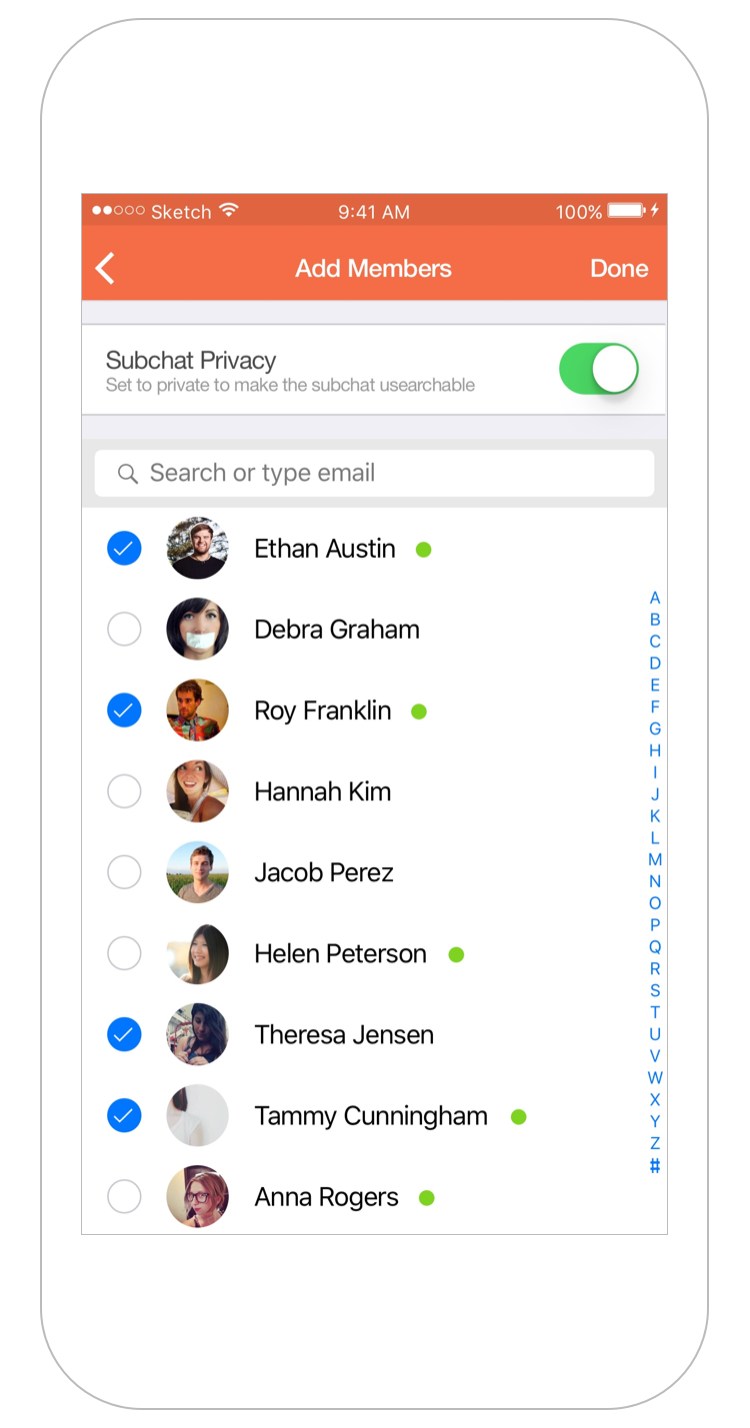 Sketch 9:41 AM 100%
Add Members Done
Subchat Privacy
Set to private to make the subchat usearchable
Search or type email
Ethan Austin
Debra Graham
Roy Franklin
Hannah Kim
Jacob Perez
Helen Peterson
Theresa Jensen
Tammy Cunningham
Anna Rogers
A
B
C
D
E
F
G
H
I
J
K
L
M
N
O
P
Q
R
S
T
U
V
W
X
Y
Z
#